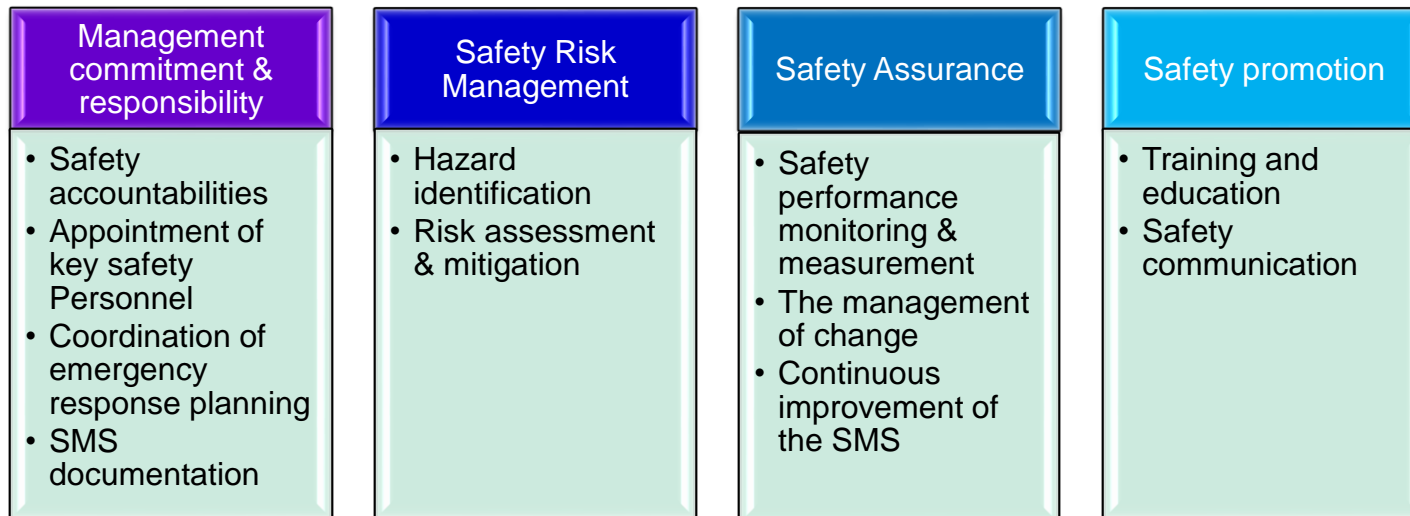 Management
commitment &
responsibility
• Safety
accountabilities
• Appointment of
key safety
Personnel
• Coordination of
emergency
response planning
• SMS
documentation
Safety Risk
Management
• Hazard
identification
• Risk assessment
& mitigation
Safety Assurance
• Safety
performance
monitoring &
measurement
• The management
of change
• Continuous
improvement of
the SMS
Safety promotion
• Training and
education
• Safety
communication